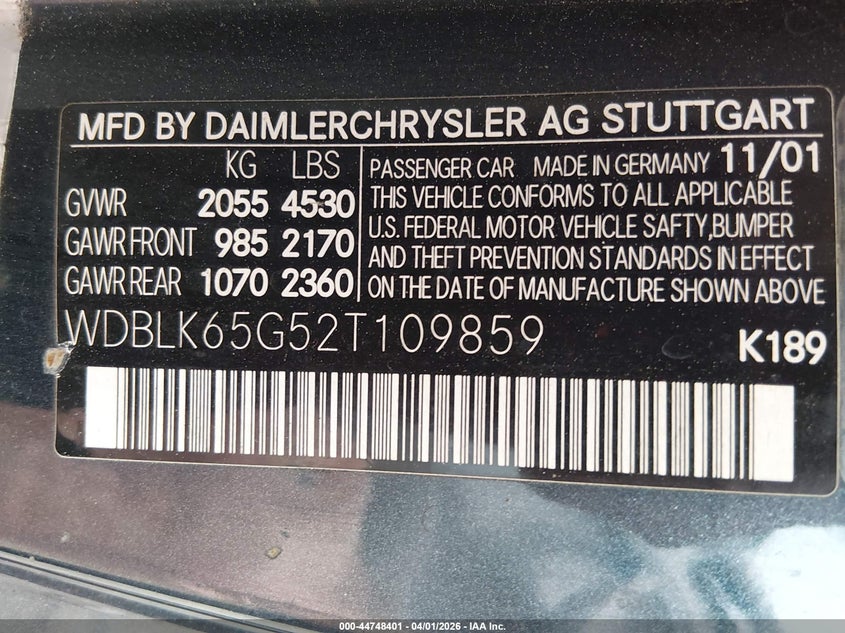 MFD BY DAIMLERCHRYSLER AG STUTTGART
KG LBS
GVWR 2055 4530
GAWR FRONT 985 2170
GAWR REAR 1070 2360
PASSENGER CAR MADE IN GERMANY 11/01
THIS VEHICLE CONFORMS TO ALL APPLICABLE
U.S. FEDERAL MOTOR VEHICLE SAFTY,BUMPER
AND THEFT PREVENTION STANDARDS IN EFFECT
ON THE DATE OF MANUFACTURE SHOWN ABOVE
WDBLK65G52T109859
K189
000-44748401 - 04/01/2026 - IAA Inc.